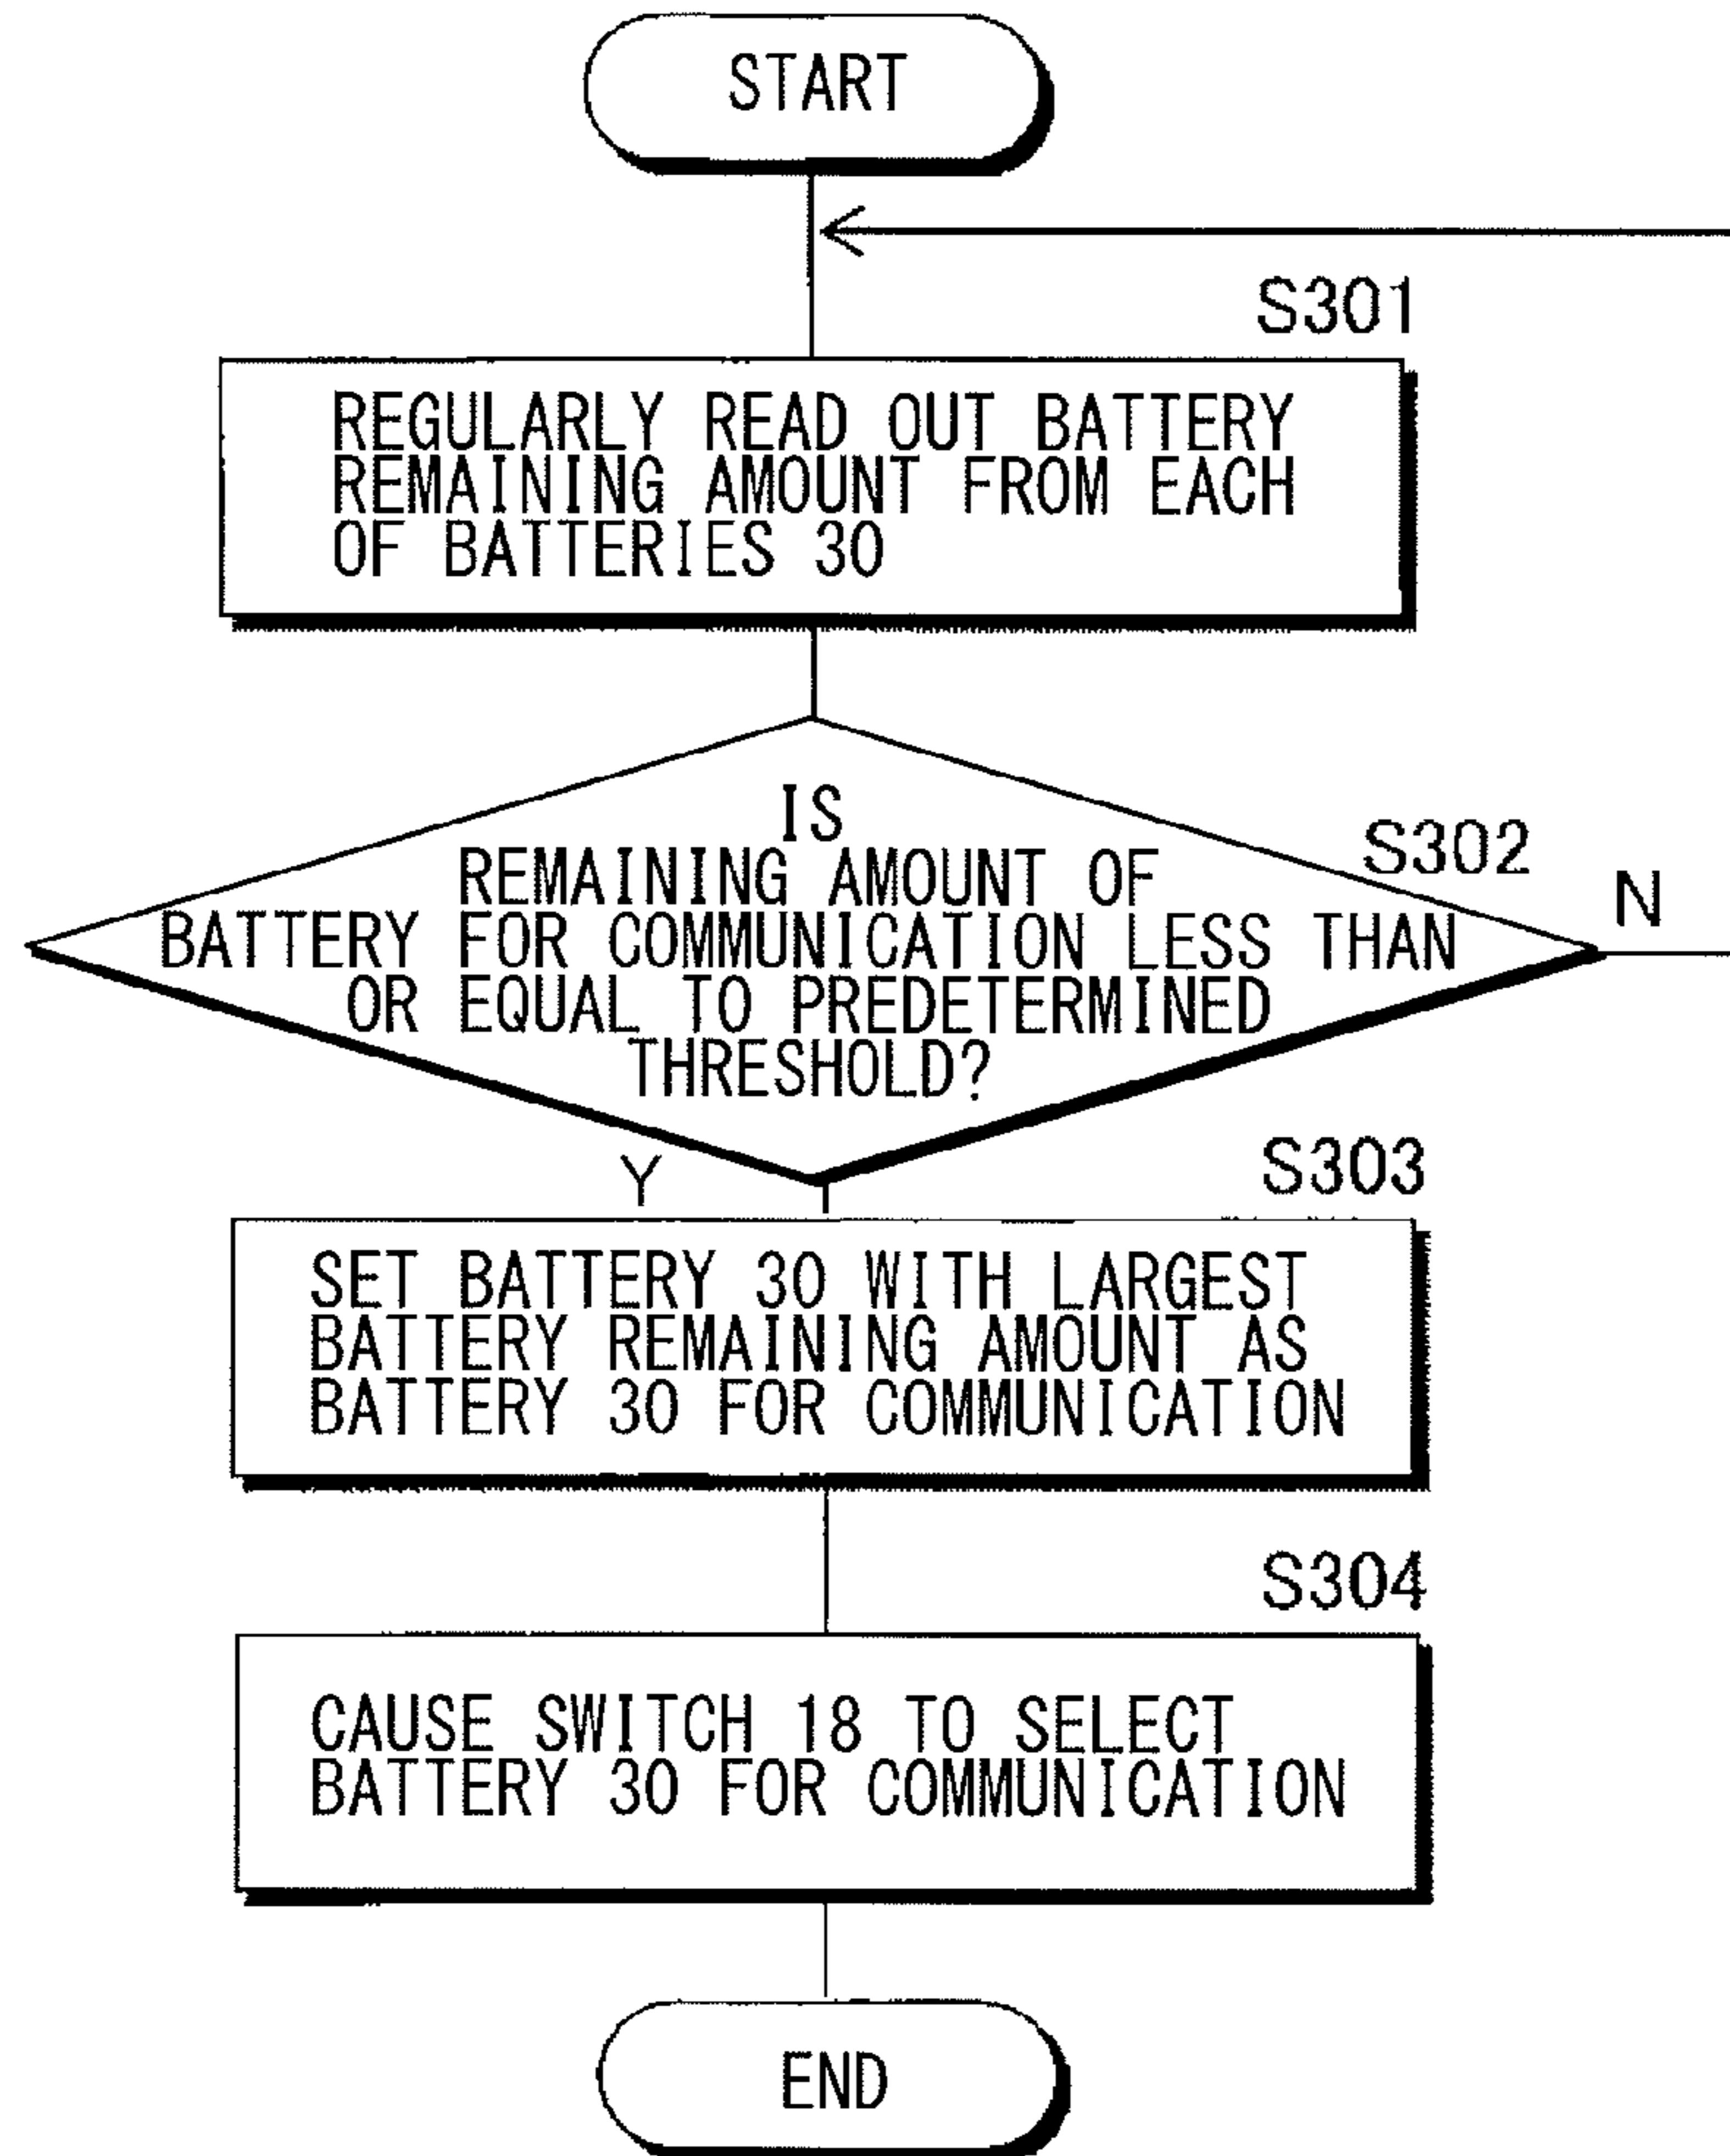 START
S301
REGULARLY READ OUT BATTERY
REMAINING AMOUNT FROM EACH
OF BATTERIES 30
IS
REMAINING AMOUNT OF
BATTERY FOR COMMUNICATION LESS THAN
OR EQUAL TO PREDETERMINED
THRESHOLD?
S302
N
Y
S303
SET BATTERY 30 WITH LARGEST
BATTERY REMAINING AMOUNT AS
BATTERY 30 FOR COMMUNICATION
S304
CAUSE SWITCH 18 TO SELECT
BATTERY 30 FOR COMMUNICATION
END